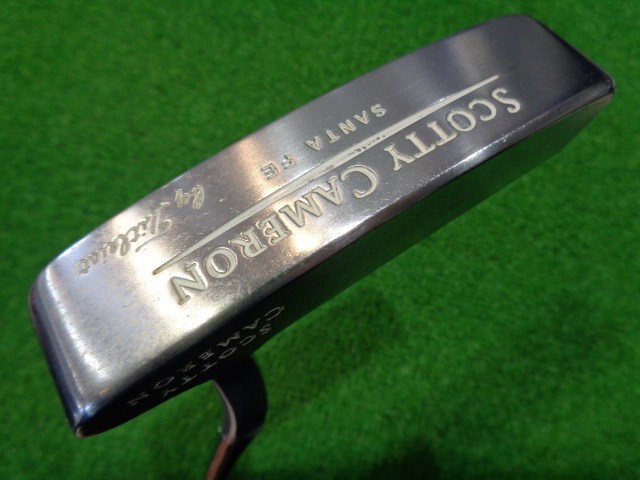 SCOTTY CAMERON
SANTA FE
by Titleist
SCOTTY
CAMERON